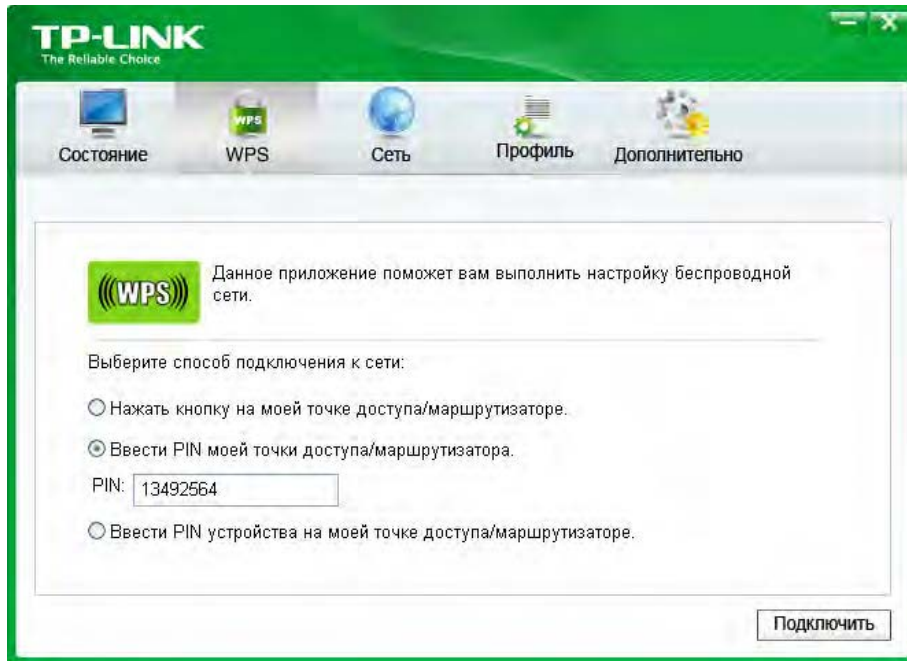 TP-LINK
The Reliable Choice
WPS
Состояние WPS Сеть Профиль Дополнительно
(((WPS)))
Данное приложение поможет вам выполнить настройку беспроводной
сети.
Выберите способ подключения к сети:
Нажать кнопку на моей точке доступа/маршрутизаторе.
Ввести PIN моей точки доступа/маршрутизатора.
PIN: 13492564
Ввести PIN устройства на моей точке доступа/маршрутизаторе.
Подключить